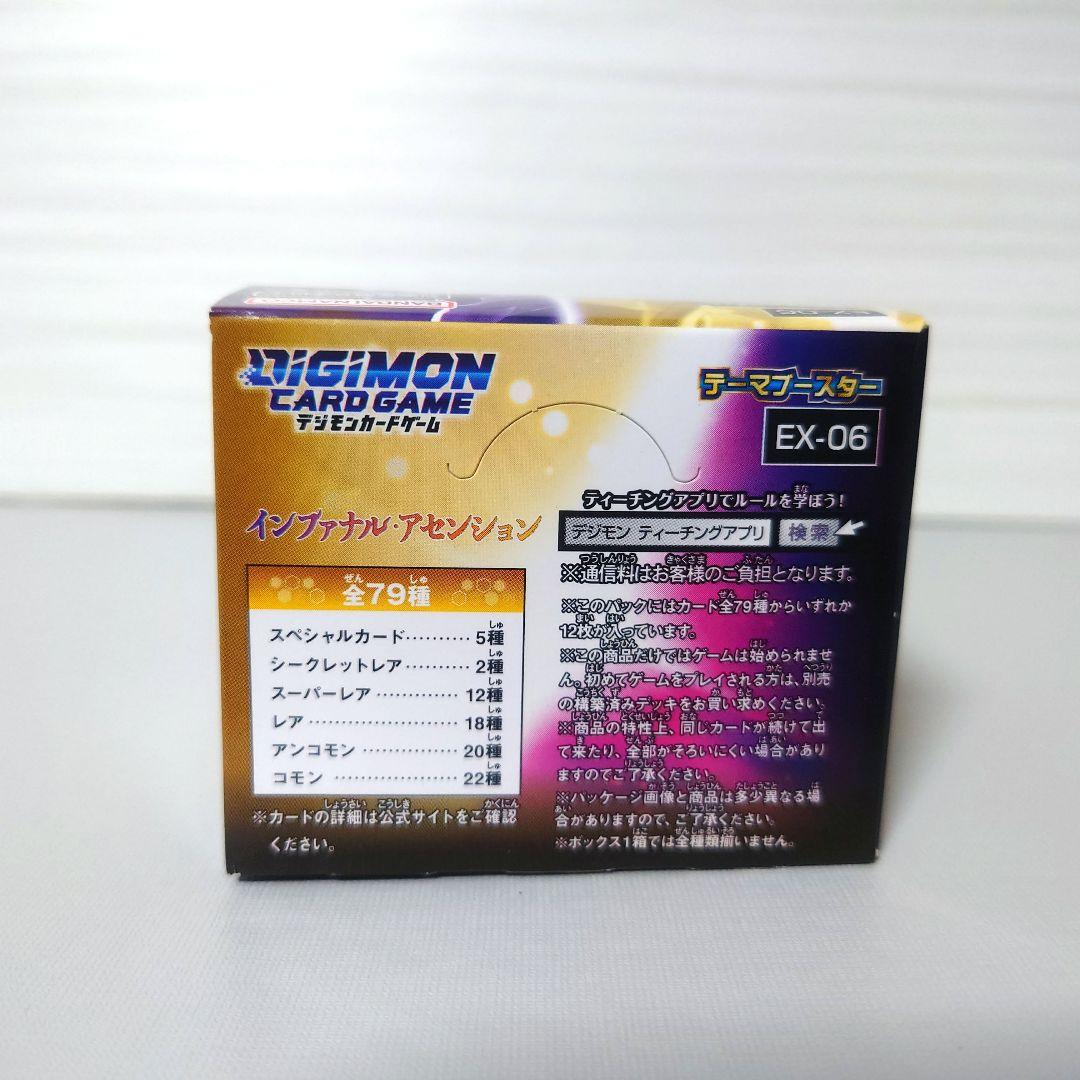 BANDAI NAMCO
EX-06
DIGIMON
CARD GAME
デジモンカードゲーム
テーマブースター
EX-06
インファナル・アセンション
ティーチングアプリでルールを学ぼう!
デジモン ティーチングアプリ 検索
※通信料はお客様のご負担となります。
全79種
スペシャルカード.......... 5種
シークレットレア.......... 2種
スーパーレア .............. 12種
レア ........................ 18種
アンコモン ................ 20種
コモン ..................... 22種
※カードの詳細は公式サイトをご確認
ください。
※このパックにはカード全79種からいずれか
12枚が入っています。
※この商品だけではゲームは始められませ
ん。初めてゲームをプレイされる方は、別売
の構築済みデッキをお買い求めください。
※商品の特性上、同じカードが続けて出
て来たり、全部がそろいにくい場合があり
ますのでご了承ください。
※パッケージ画像と商品は多少異なる場
合がありますので、ご了承ください。
※ボックス1箱では全種類揃いません。